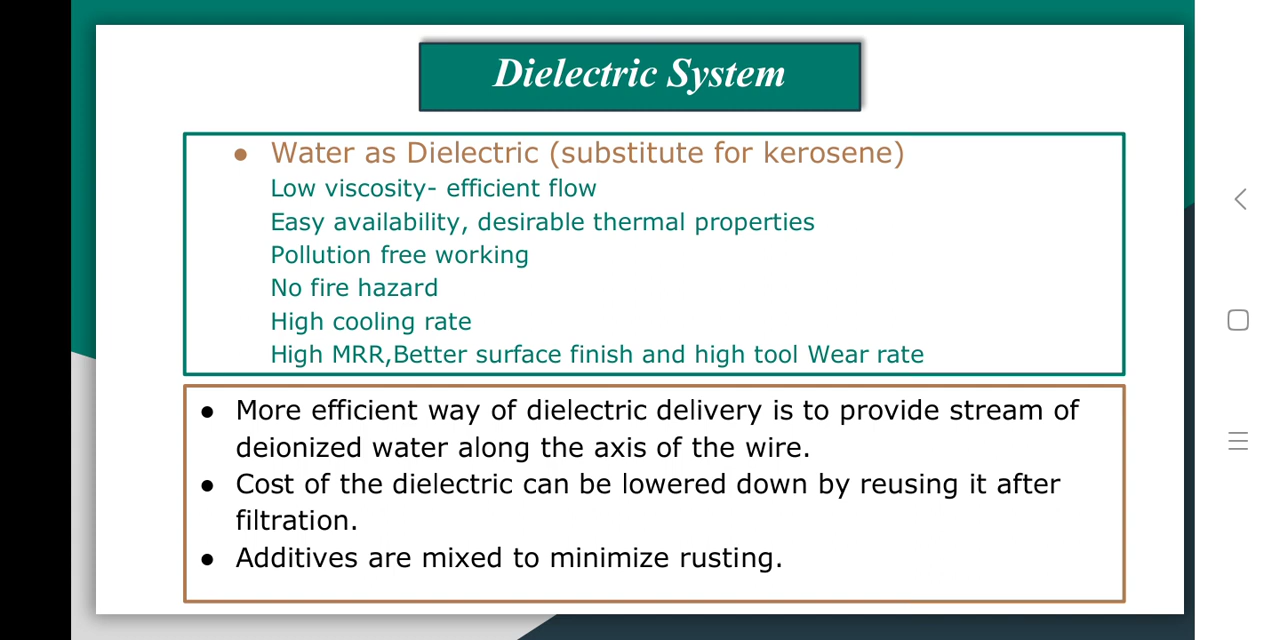 Dielectric System
● Water as Dielectric (substitute for kerosene)
Low viscosity- efficient flow
Easy availability, desirable thermal properties
Pollution free working
No fire hazard
High cooling rate
High MRR,Better surface finish and high tool Wear rate
● More efficient way of dielectric delivery is to provide stream of
deionized water along the axis of the wire.
● Cost of the dielectric can be lowered down by reusing it after
filtration.
● Additives are mixed to minimize rusting.